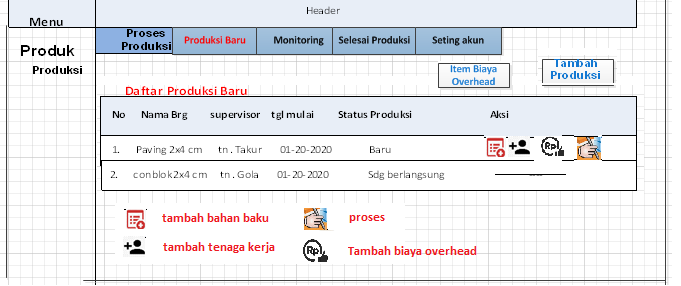 Header
Menu
Proses Produksi
Produksi Baru
Monitoring
Selesai Produksi
Seting akun
Produk
Produksi
Item Biaya
Overhead
Tambah
Produksi
Daftar Produksi Baru
No Nama Brg supervisor tgl mulai Status Produksi Aksi
1. Paving 2x4 cm tn . Takur 01-20-2020 Baru Rp
2. conblok2x4 cm tn . Gola 01-20-2020 Sdg berlangsung
tambah bahan baku proses
tambah tenaga kerja Rp Tambah biaya overhead